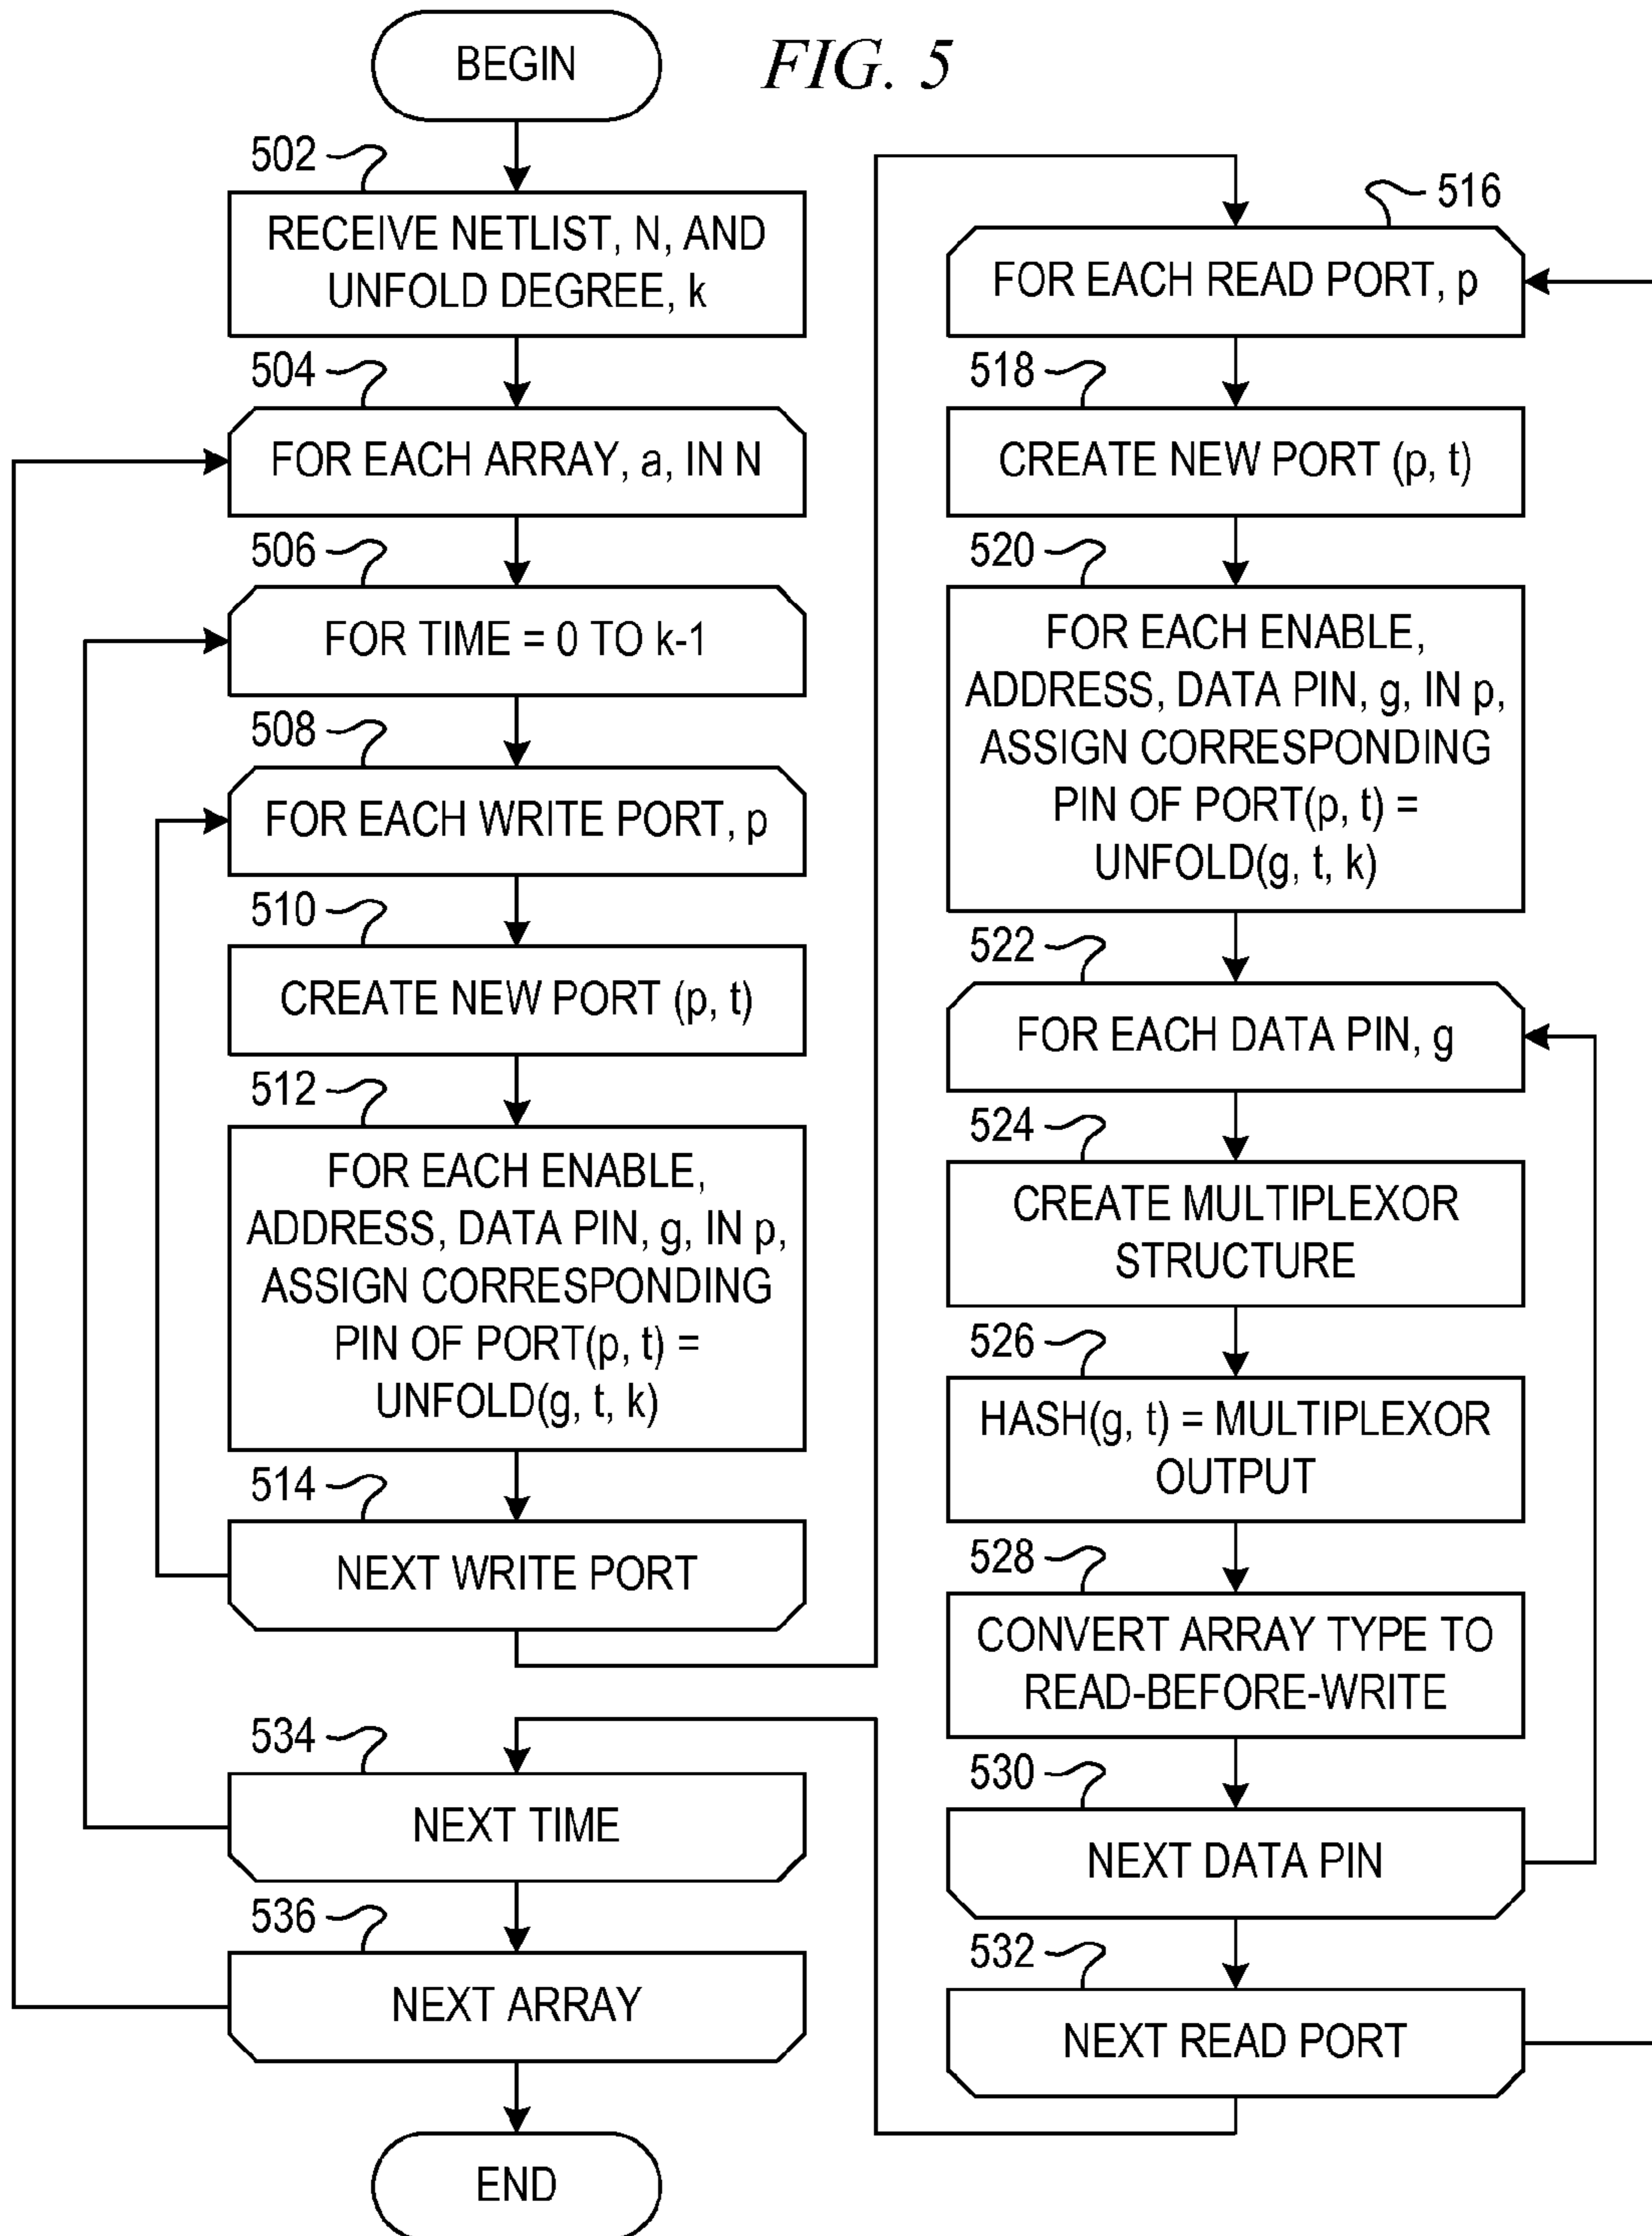 BEGIN
FIG. 5
502
RECEIVE NETLIST, N, AND
UNFOLD DEGREE, k
504
FOR EACH ARRAY, a, IN N
506
FOR TIME = 0 TO k-1
508
FOR EACH WRITE PORT, p
510
CREATE NEW PORT (p, t)
512
FOR EACH ENABLE,
ADDRESS, DATA PIN, g, IN p,
ASSIGN CORRESPONDING
PIN OF PORT(p, t) =
UNFOLD(g, t, k)
514
NEXT WRITE PORT
534
NEXT TIME
536
NEXT ARRAY
END
516
FOR EACH READ PORT, p
518
CREATE NEW PORT (p, t)
520
FOR EACH ENABLE,
ADDRESS, DATA PIN, g, IN p,
ASSIGN CORRESPONDING
PIN OF PORT(p, t) =
UNFOLD(g, t, k)
522
FOR EACH DATA PIN, g
524
CREATE MULTIPLEXOR
STRUCTURE
526
HASH(g, t) = MULTIPLEXOR
OUTPUT
528
CONVERT ARRAY TYPE TO
READ-BEFORE-WRITE
530
NEXT DATA PIN
532
NEXT READ PORT